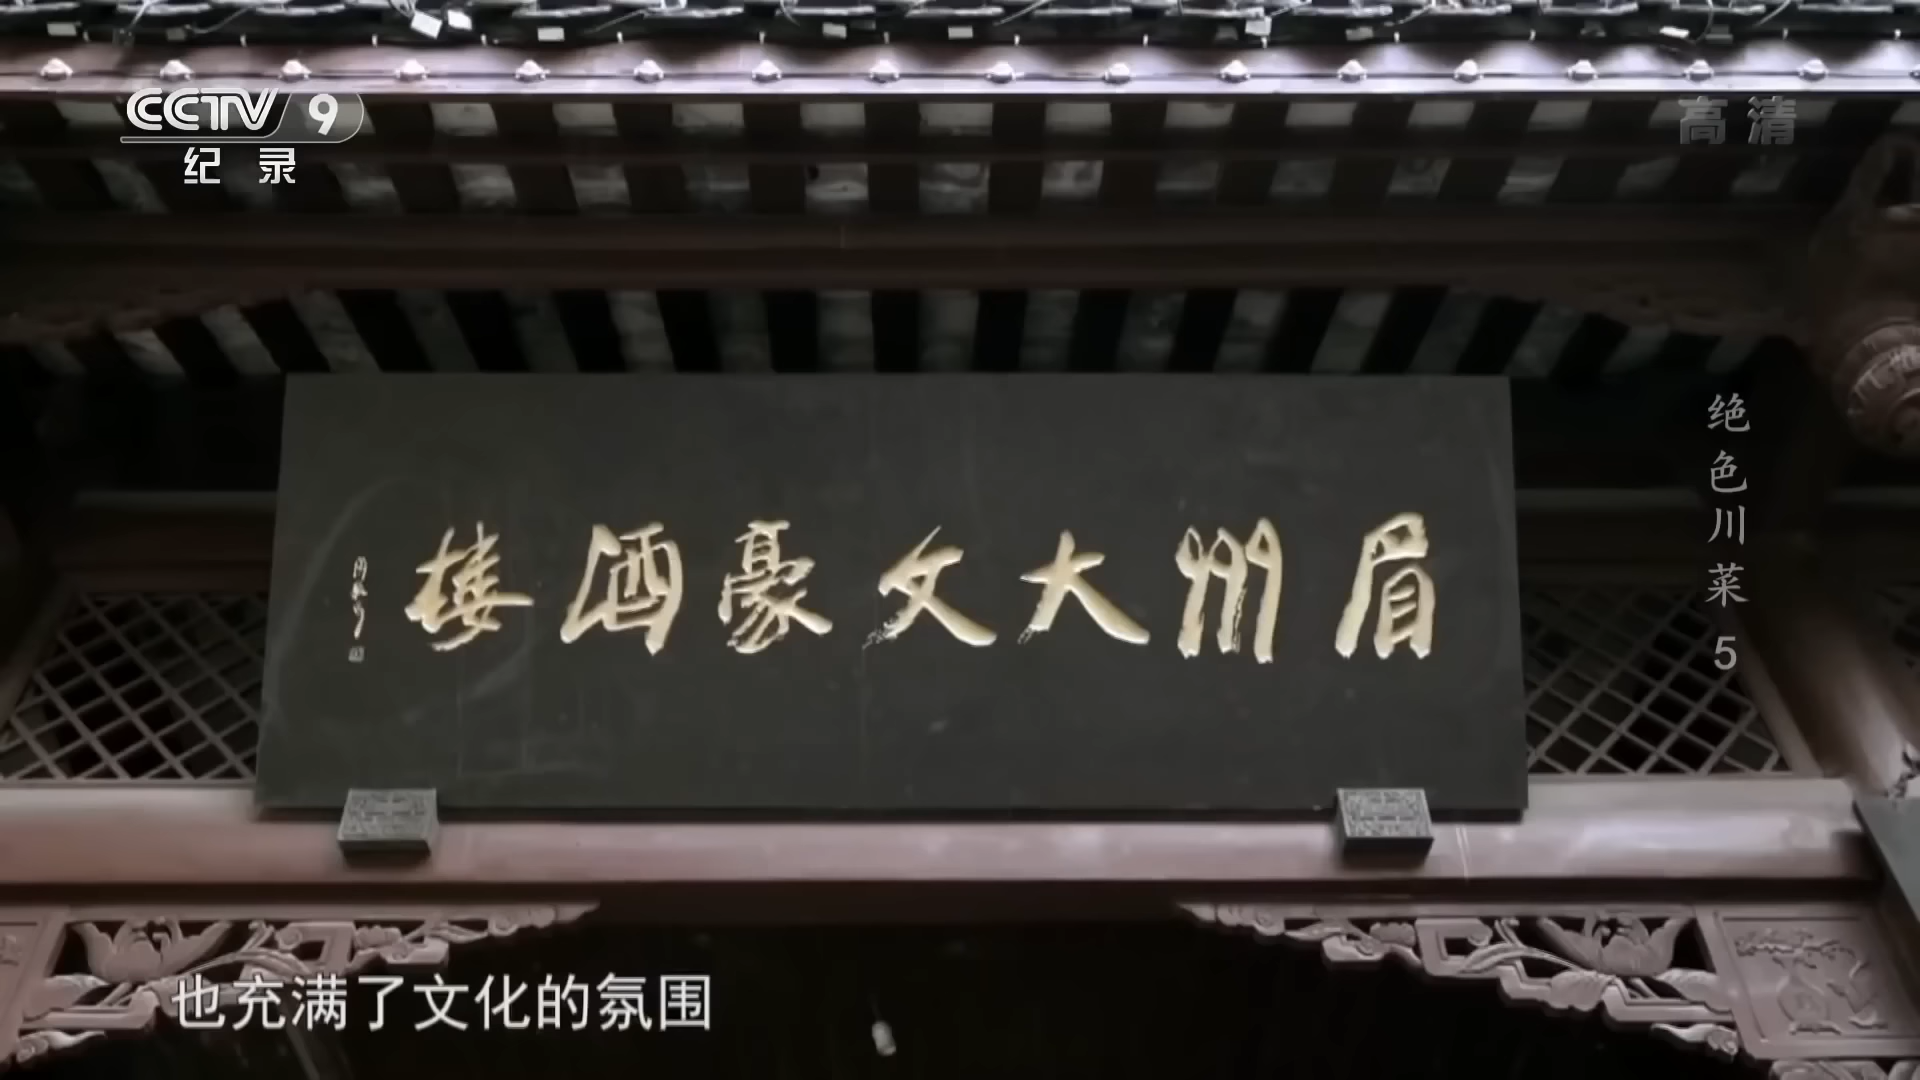 CCTV 9
纪录
高清
眉州大文豪酒楼
绝色川菜 5
也充满了文化的氛围